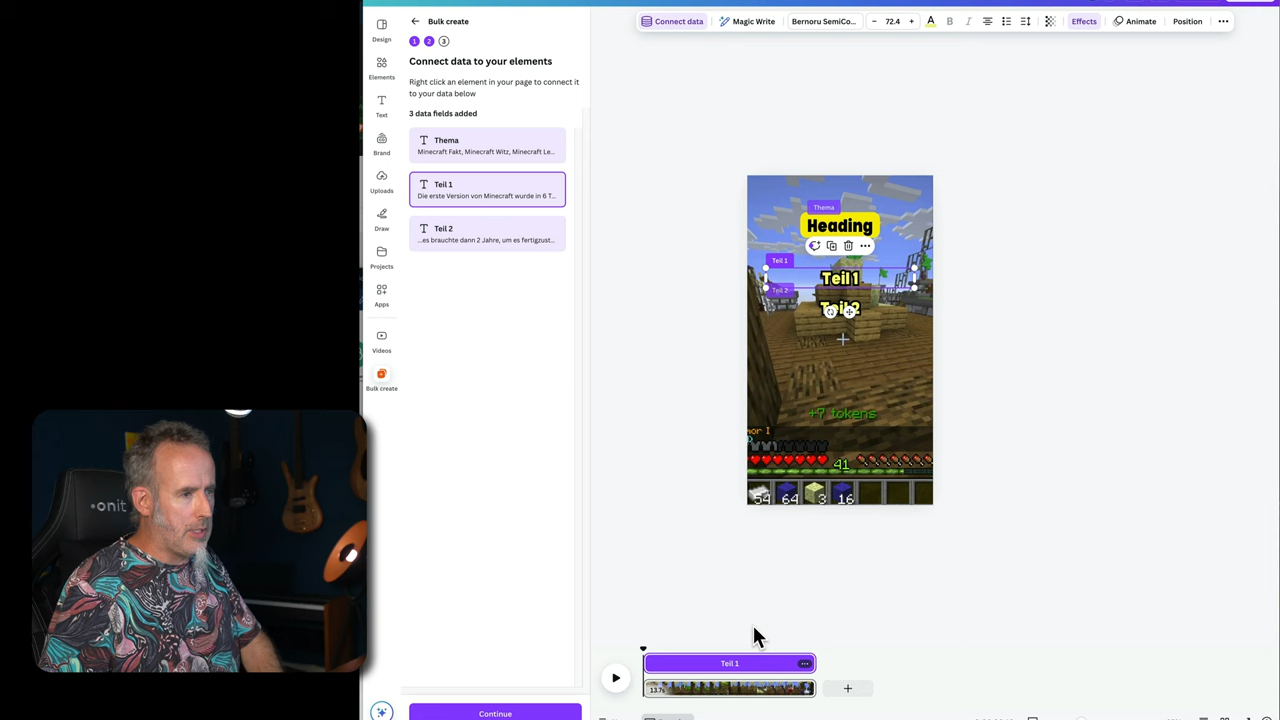 Bulk create
Connect data
Magic Write
Bernoru SemiCo...
72.4
A
B
I
Effects
Animate
Position
Design
Elements
Text
Brand
Uploads
Draw
Projects
Apps
Videos
Bulk create
1
2
3
Connect data to your elements
Right click an element in your page to connect it
to your data below
3 data fields added
T Thema
Minecraft Fakt, Minecraft Witz, Minecraft Le...
T Teil 1
Die erste Version von Minecraft wurde in 6 T...
T Teil 2
...es brauchte dann 2 Jahre, um es fertigzust...
Continue
Thema
Heading
Teil 1
Teil 1
Teil 2
Teil 2
+7 tokens
41
54
64
3
16
·onit
Teil 1
13.7s